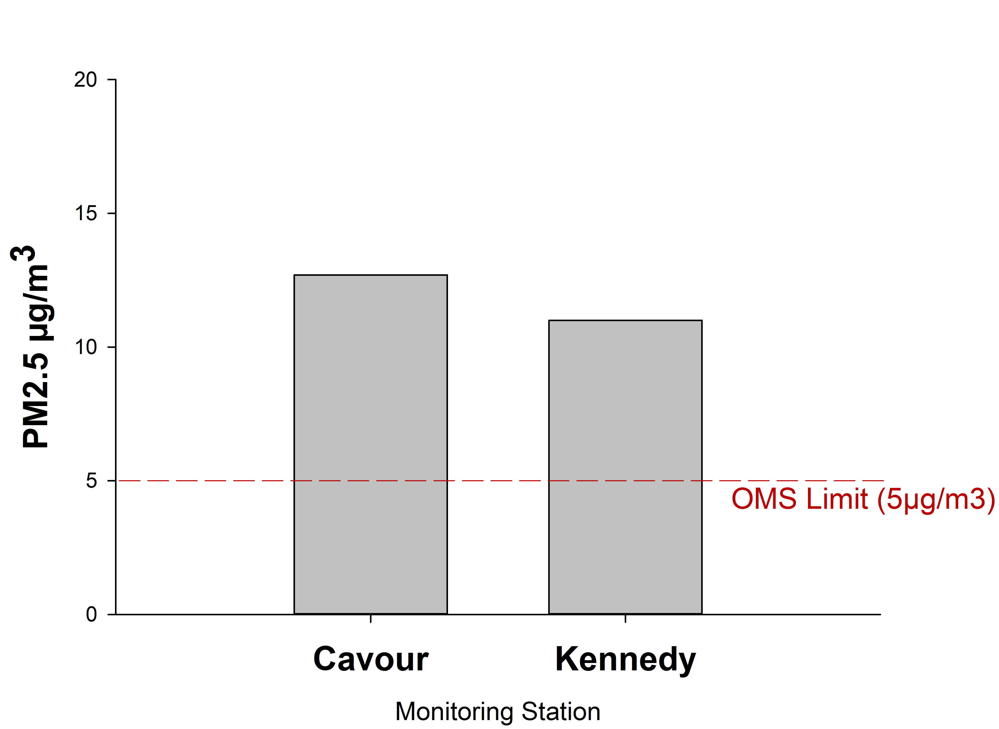 20
15
10
5
0
PM2.5 µg/m³
OMS Limit (5µg/m3)
Cavour
Kennedy
Monitoring Station